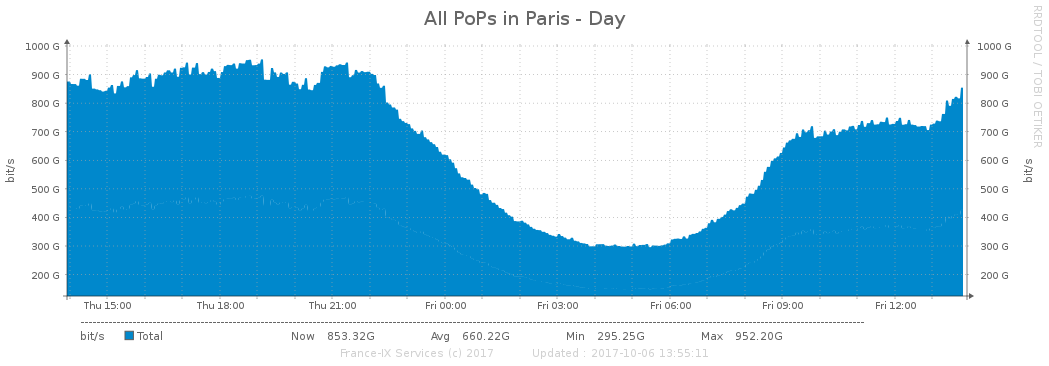 All PoPs in Paris - Day
RRDTOOL / TOBI OETIKER
1000 G 1000 G
900 G 900 G
800 G 800 G
700 G 700 G
600 G 600 G
500 G 500 G
400 G 400 G
300 G 300 G
200 G 200 G
bit/s
bit/s
Thu 15:00 Thu 18:00 Thu 21:00 Fri 00:00 Fri 03:00 Fri 06:00 Fri 09:00 Fri 12:00
bit/s Total Now 853.32G Avg 660.22G Min 295.25G Max 952.20G
France-IX Services (c) 2017 Updated : 2017-10-06 13:55:11